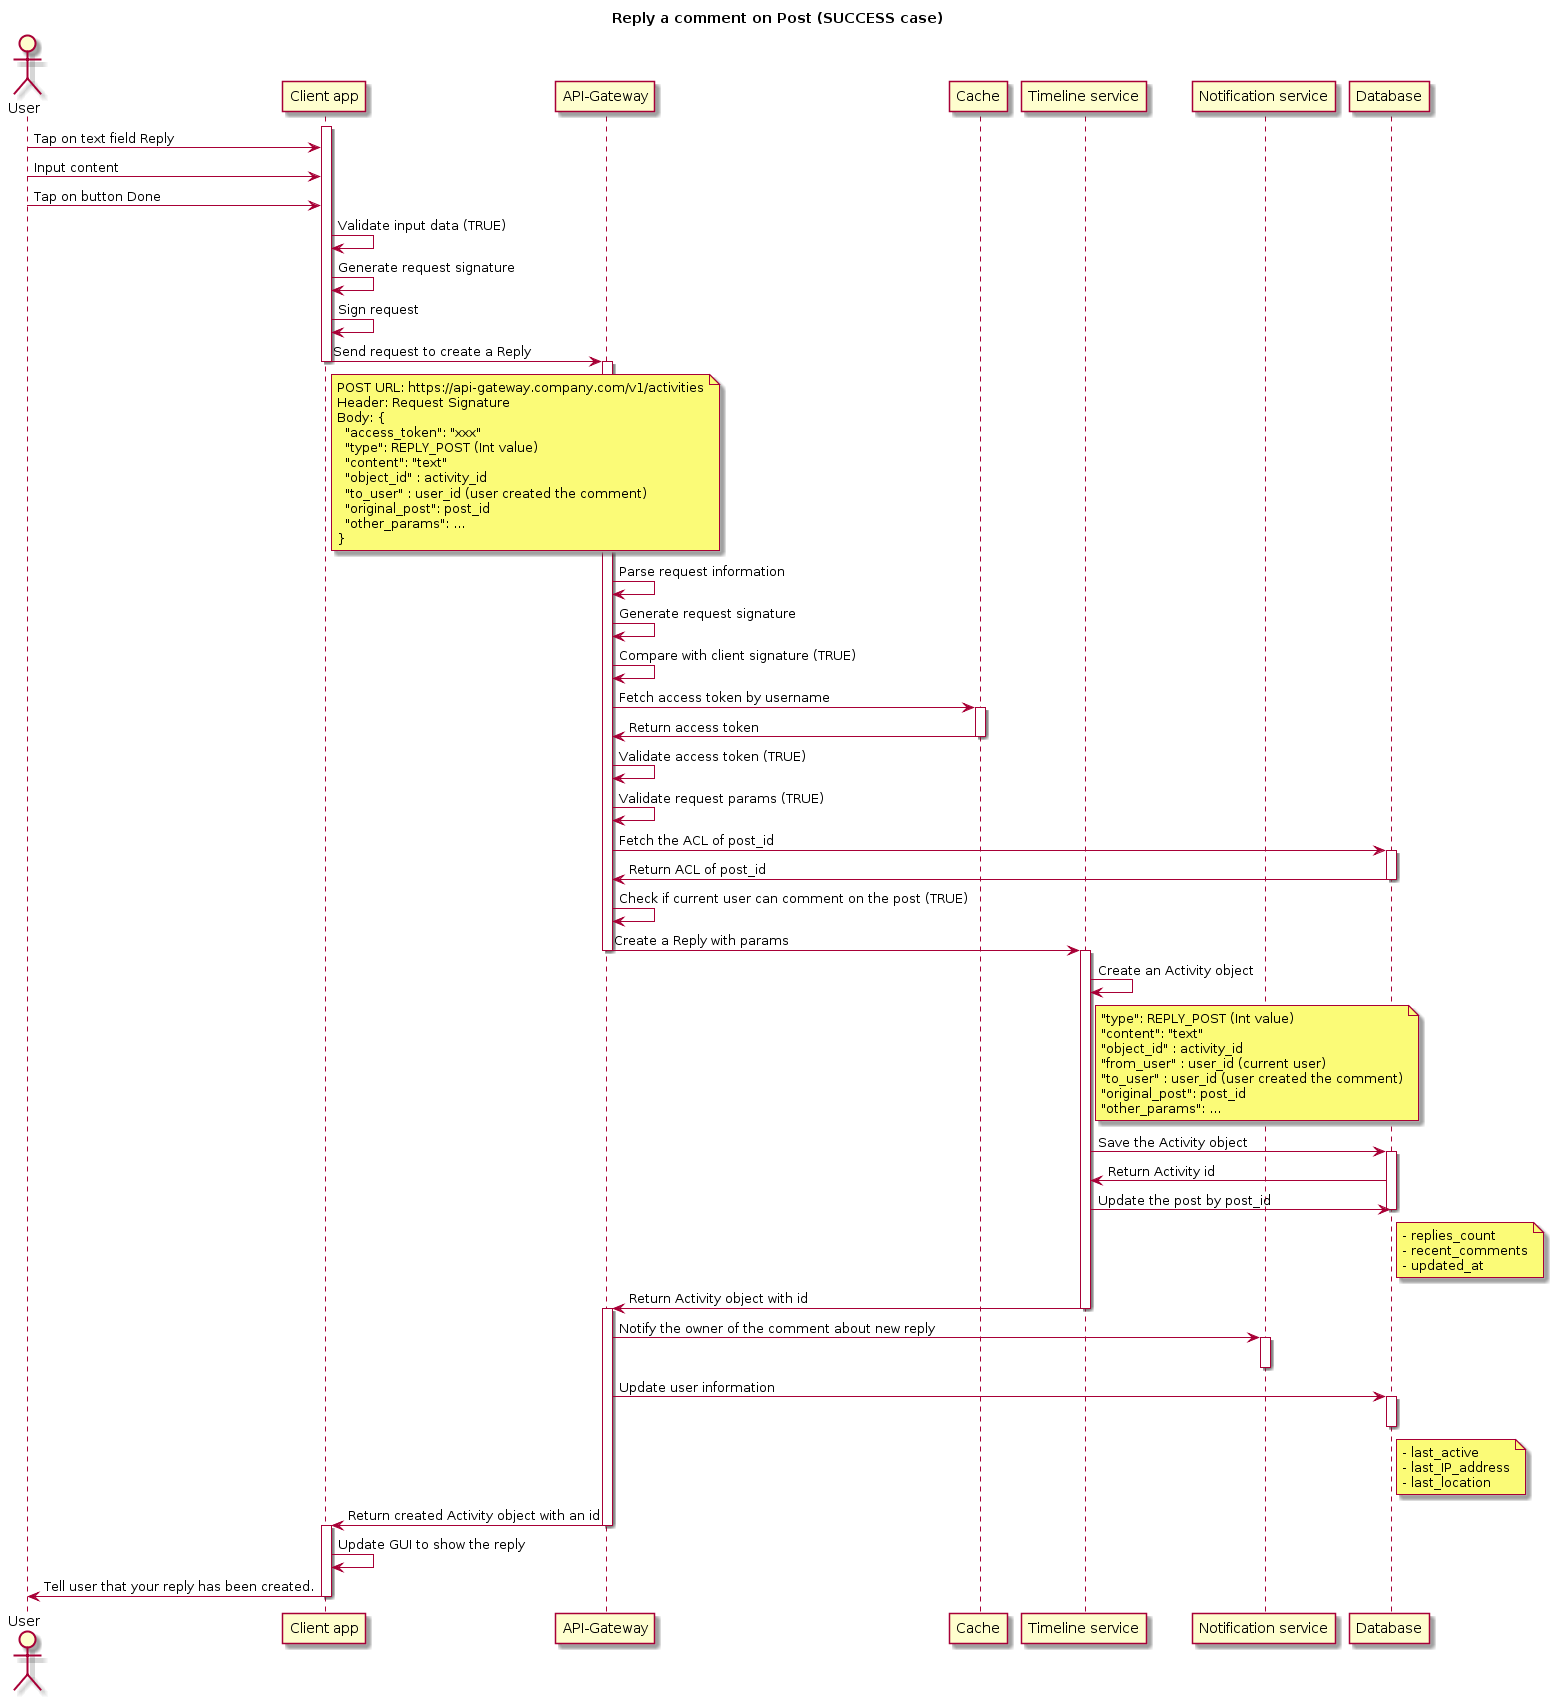 Reply a comment on Post (SUCCESS case)
User
Client app
API-Gateway
Cache
Timeline service
Notification service
Database
Tap on text field Reply
Input content
Tap on button Done
Validate input data (TRUE)
Generate request signature
Sign request
Send request to create a Reply
POST URL: https://api-gateway.company.com/v1/activities
Header: Request Signature
Body: {
"access_token": "xxx"
"type": REPLY_POST (Int value)
"content": "text"
"object_id" : activity_id
"to_user" : user_id (user created the comment)
"original_post": post_id
"other_params": ...
}
Parse request information
Generate request signature
Compare with client signature (TRUE)
Fetch access token by username
Return access token
Validate access token (TRUE)
Validate request params (TRUE)
Fetch the ACL of post_id
Return ACL of post_id
Check if current user can comment on the post (TRUE)
Create a Reply with params
Create an Activity object
"type": REPLY_POST (Int value)
"content": "text"
"object_id" : activity_id
"from_user" : user_id (current user)
"to_user" : user_id (user created the comment)
"original_post": post_id
"other_params": ...
Save the Activity object
Return Activity id
Update the post by post_id
- replies_count
- recent_comments
- updated_at
Return Activity object with id
Notify the owner of the comment about new reply
Update user information
- last_active
- last_IP_address
- last_location
Return created Activity object with an id
Update GUI to show the reply
Tell user that your reply has been created.
User
Client app
API-Gateway
Cache
Timeline service
Notification service
Database